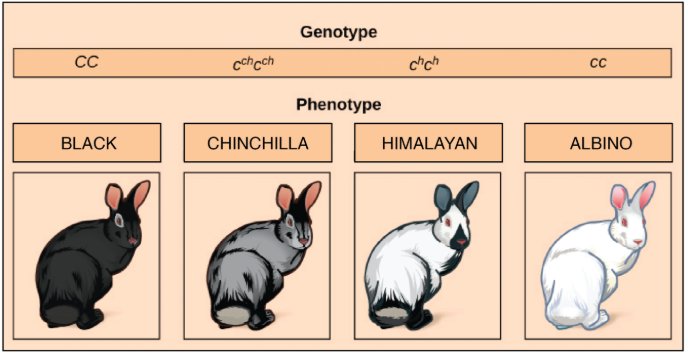 Genotype
CC c^ch c^ch c^h c^h cc
Phenotype
BLACK CHINCHILLA HIMALAYAN ALBINO